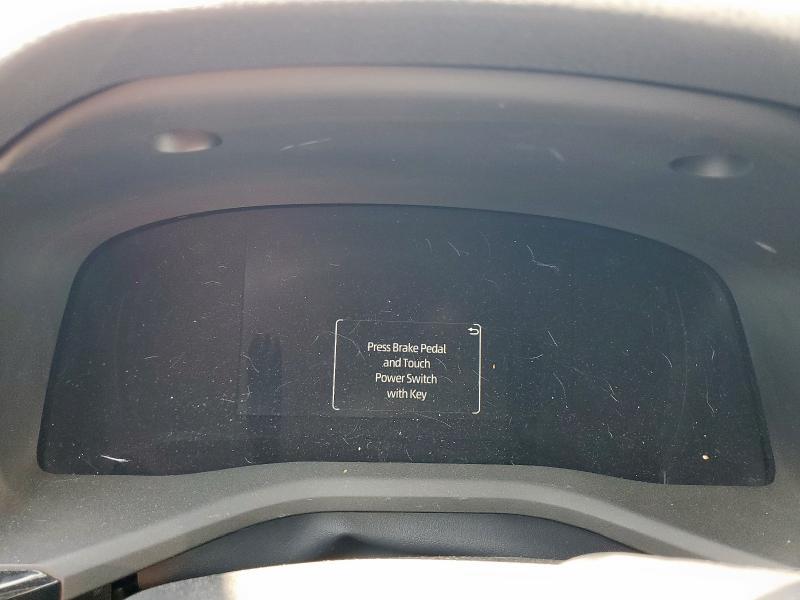 Press Brake Pedal
and Touch
Power Switch
with Key